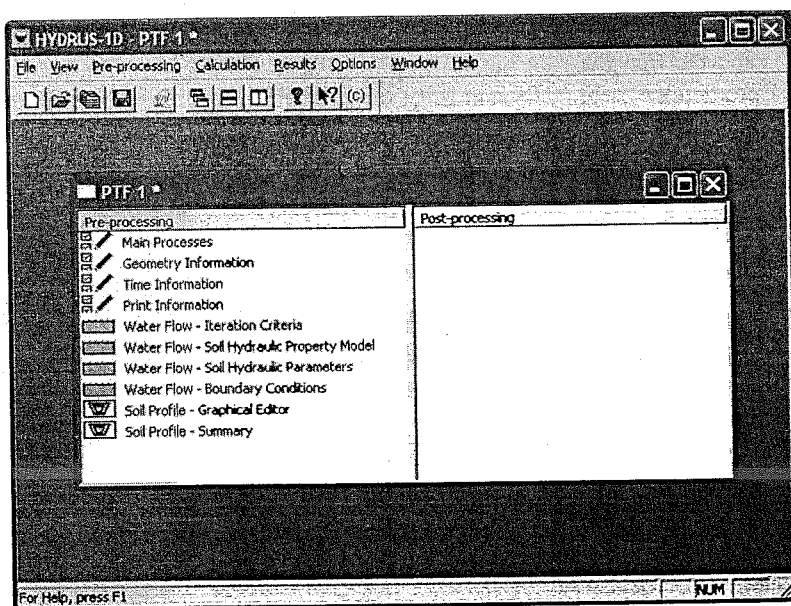 HYDRUS-1D - PTF 1 *
File View Pre-processing Calculation Results Options Window Help
PTF 1 *
Pre-processing
Post-processing
Main Processes
Geometry Information
Time Information
Print Information
Water Flow - Iteration Criteria
Water Flow - Soil Hydraulic Property Model
Water Flow - Soil Hydraulic Parameters
Water Flow - Boundary Conditions
Soil Profile - Graphical Editor
Soil Profile - Summary
For Help, press F1
NUM